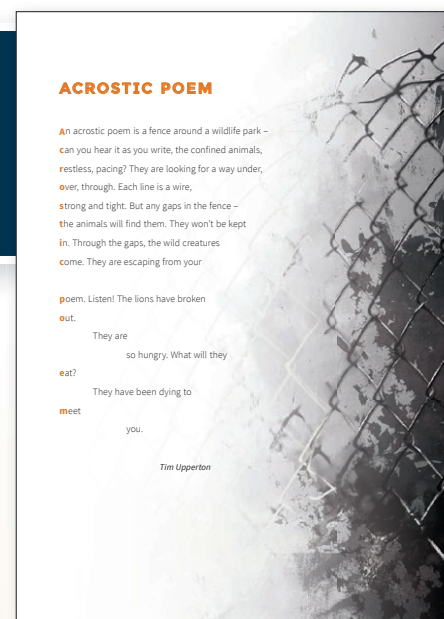 ACROSTIC POEM
An acrostic poem is a fence around a wildlife park –
can you hear it as you write, the confined animals,
restless, pacing? They are looking for a way under,
over, through. Each line is a wire,
strong and tight. But any gaps in the fence –
the animals will find them. They won't be kept
in. Through the gaps, the wild creatures
come. They are escaping from your
poem. Listen! The lions have broken
out.
They are
so hungry. What will they
eat?
They have been dying to
meet
you.
Tim Upperton